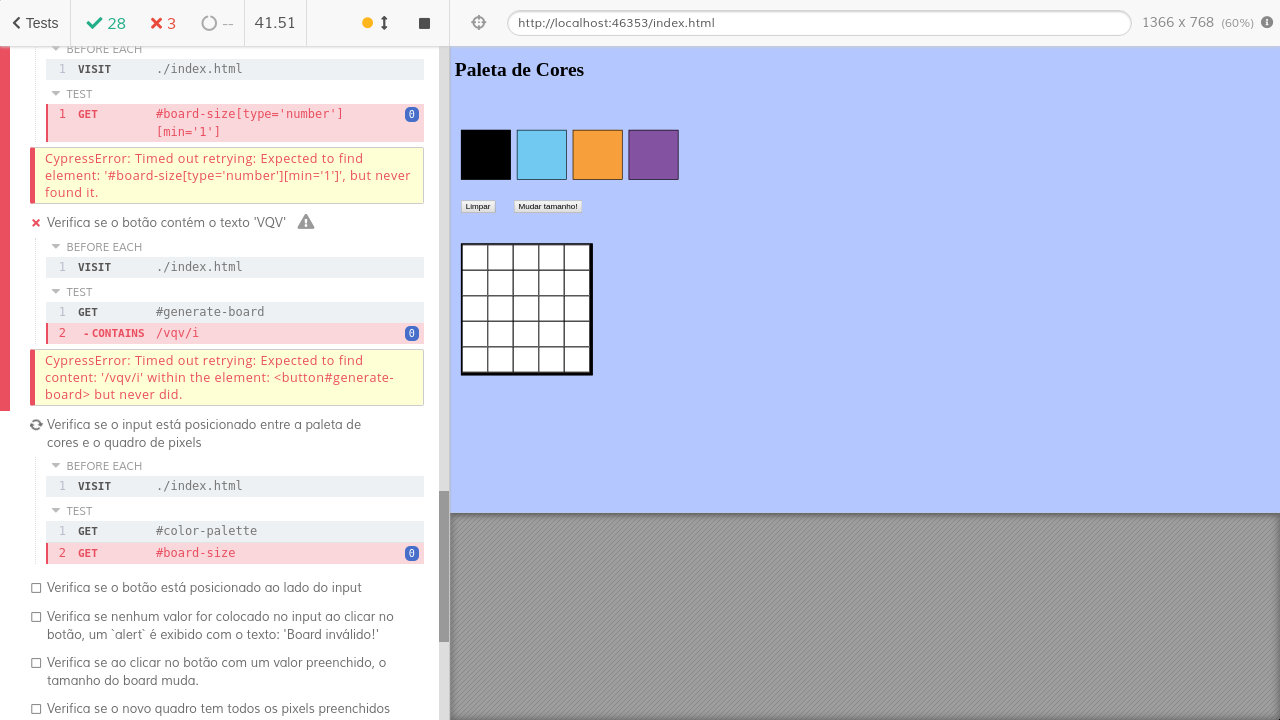 Tests
28
3
--
41.51
http://localhost:46353/index.html
1366 x 768 (60%)
BEFORE EACH
1 VISIT ./index.html
TEST
1 GET #board-size[type='number']
[min='1'] 0
CypressError: Timed out retrying: Expected to find
element: '#board-size[type='number'][min='1']', but never
found it.
Verifica se o botão contém o texto 'VQV'
BEFORE EACH
1 VISIT ./index.html
TEST
1 GET #generate-board
2 -CONTAINS /vqv/i 0
CypressError: Timed out retrying: Expected to find
content: '/vqv/i' within the element: <button#generate-
board> but never did.
Verifica se o input está posicionado entre a paleta de
cores e o quadro de pixels
BEFORE EACH
1 VISIT ./index.html
TEST
1 GET #color-palette
2 GET #board-size 0
Verifica se o botão está posicionado ao lado do input
Verifica se nenhum valor for colocado no input ao clicar no
botão, um `alert` é exibido com o texto: 'Board inválido!'
Verifica se ao clicar no botão com um valor preenchido, o
tamanho do board muda.
Verifica se o novo quadro tem todos os pixels preenchidos
Paleta de Cores
Limpar
Mudar tamanho!